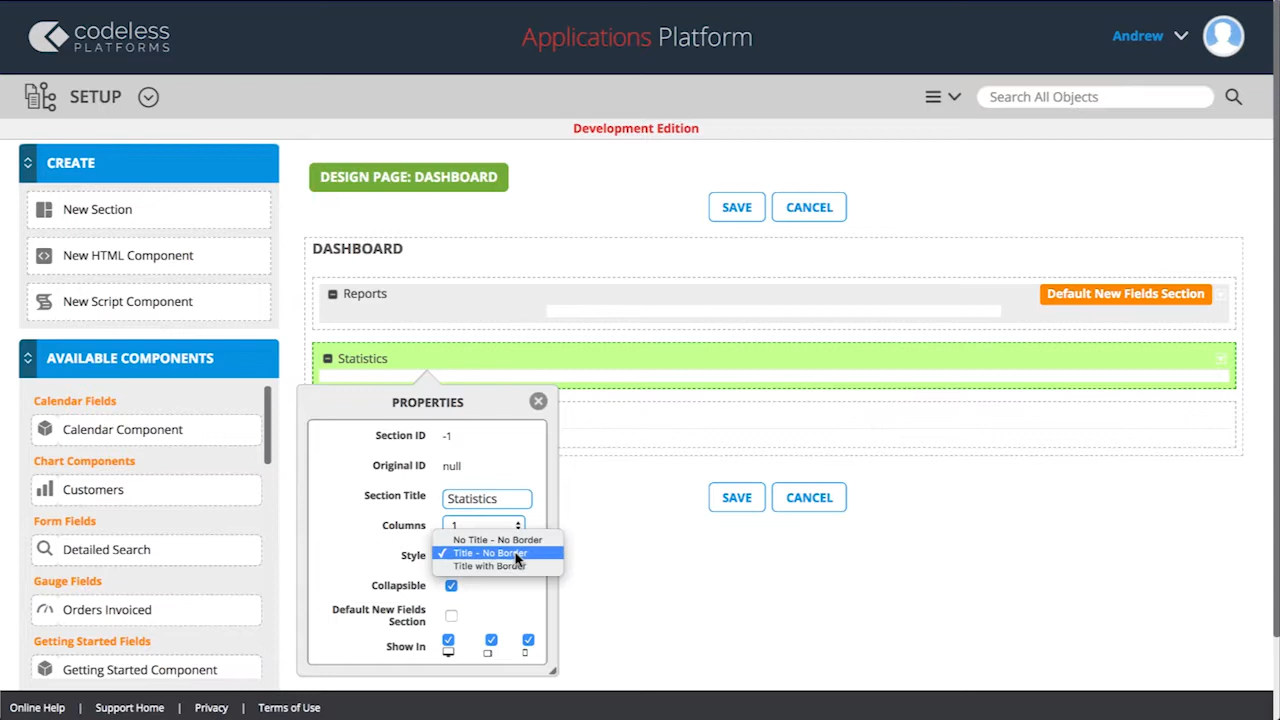 codeless
PLATFORMS
Applications Platform
Andrew
SETUP
Search All Objects
Development Edition
CREATE
New Section
New HTML Component
New Script Component
AVAILABLE COMPONENTS
Calendar Fields
Calendar Component
Chart Components
Customers
Form Fields
Detailed Search
Gauge Fields
Orders Invoiced
Getting Started Fields
Getting Started Component
DESIGN PAGE: DASHBOARD
SAVE CANCEL
DASHBOARD
Reports Default New Fields Section
Statistics
PROPERTIES
Section ID -1
Original ID null
Section Title Statistics
Columns 1
No Title - No Border
Style ✓ Title - No Border
Title with Border
Collapsible
Default New Fields
Section
Show In
SAVE CANCEL
Online Help | Support Home | Privacy | Terms of Use